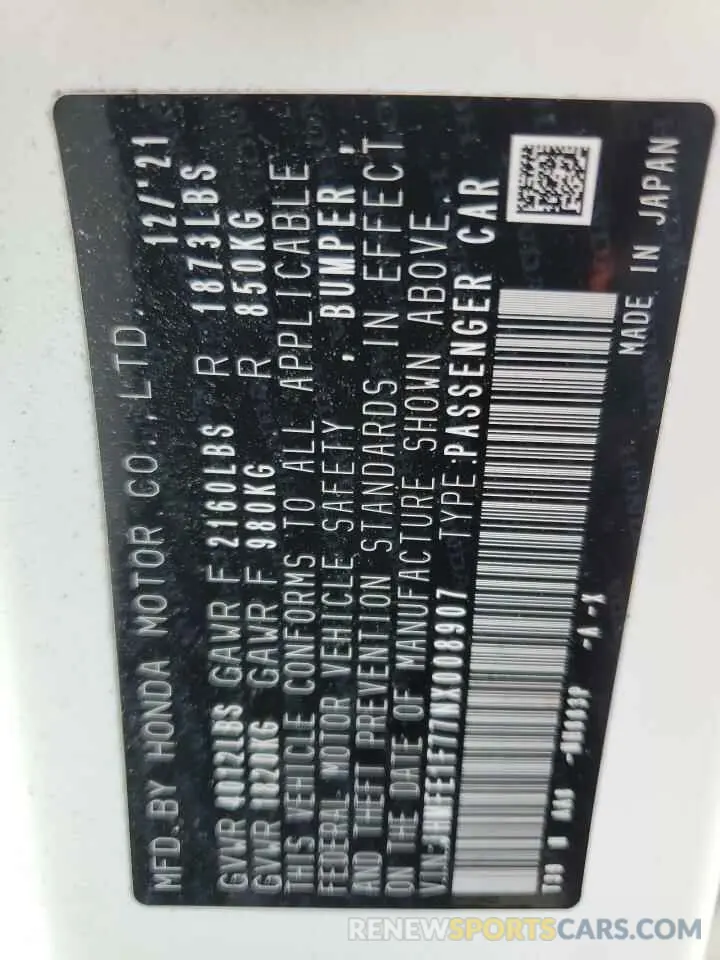 MFD. BY HONDA MOTOR CO., LTD. 12/'21
GVWR 4012LBS GAWR F 2160LBS R 1873LBS
GVWR 1820KG GAWR F 980KG R 850KG
THIS VEHICLE CONFORMS TO ALL APPLICABLE
FEDERAL MOTOR VEHICLE SAFETY , BUMPER ,
AND THEFT PREVENTION STANDARDS IN EFFECT
ON THE DATE OF MANUFACTURE SHOWN ABOVE.
V.I.N: TYPE:PASSENGER CAR
-A -X
MADE IN JAPAN
RENEWSPORTSCARS.COM